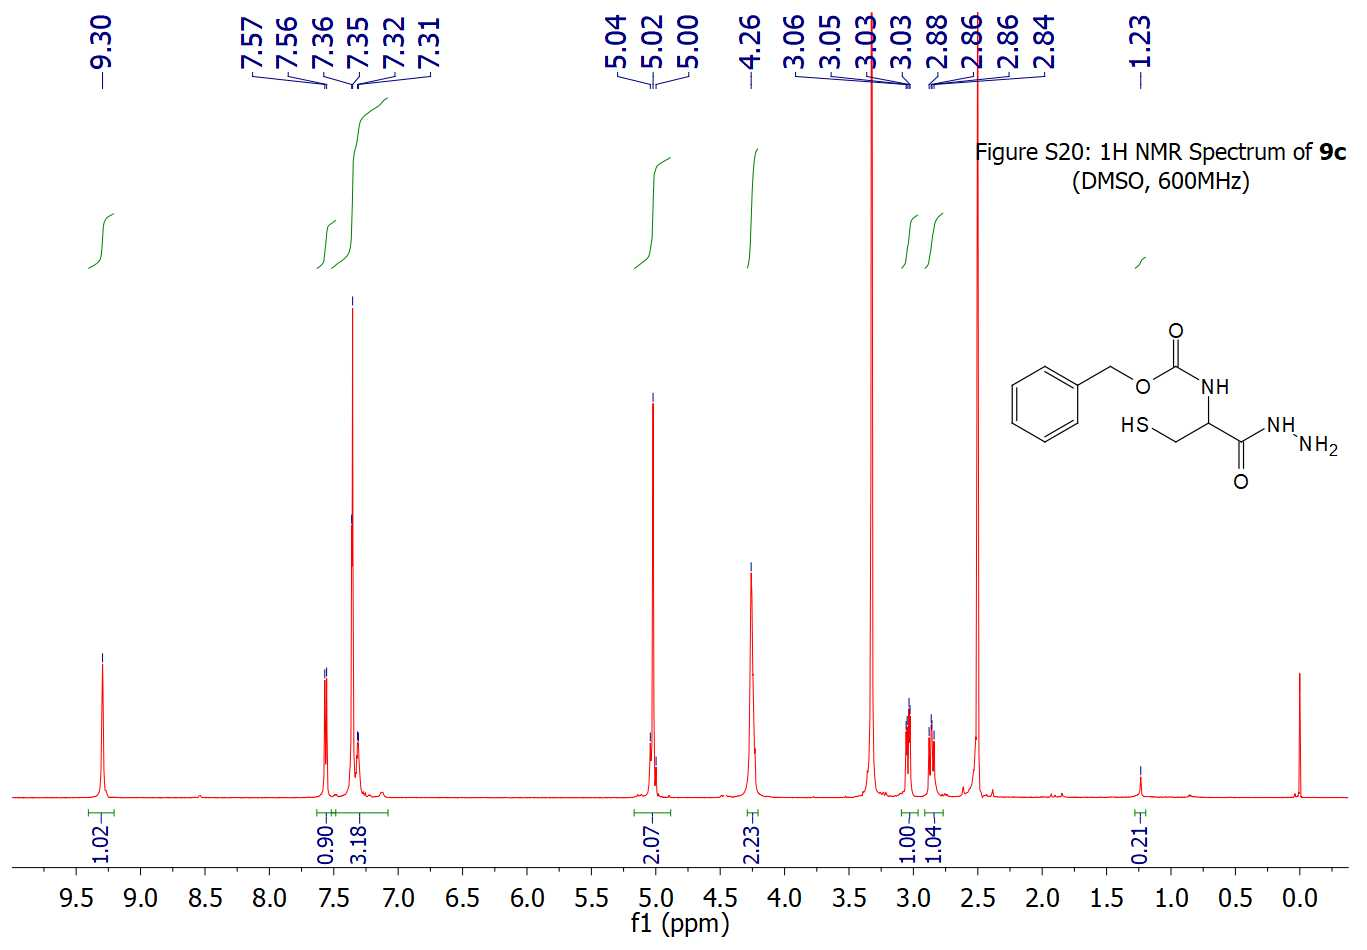 9.30
7.57
7.56
7.36
7.35
7.32
7.31
5.04
5.02
5.00
4.26
3.06
3.05
3.03
3.03
2.88
2.86
2.86
2.84
1.23
Figure S20: 1H NMR Spectrum of 9c
(DMSO, 600MHz)
O
O
NH
HS
NH
NH2
O
1.02
0.90
3.18
2.07
2.23
1.00
1.04
0.21
9.5 9.0 8.5 8.0 7.5 7.0 6.5 6.0 5.5 5.0 4.5 4.0 3.5 3.0 2.5 2.0 1.5 1.0 0.5 0.0
f1 (ppm)